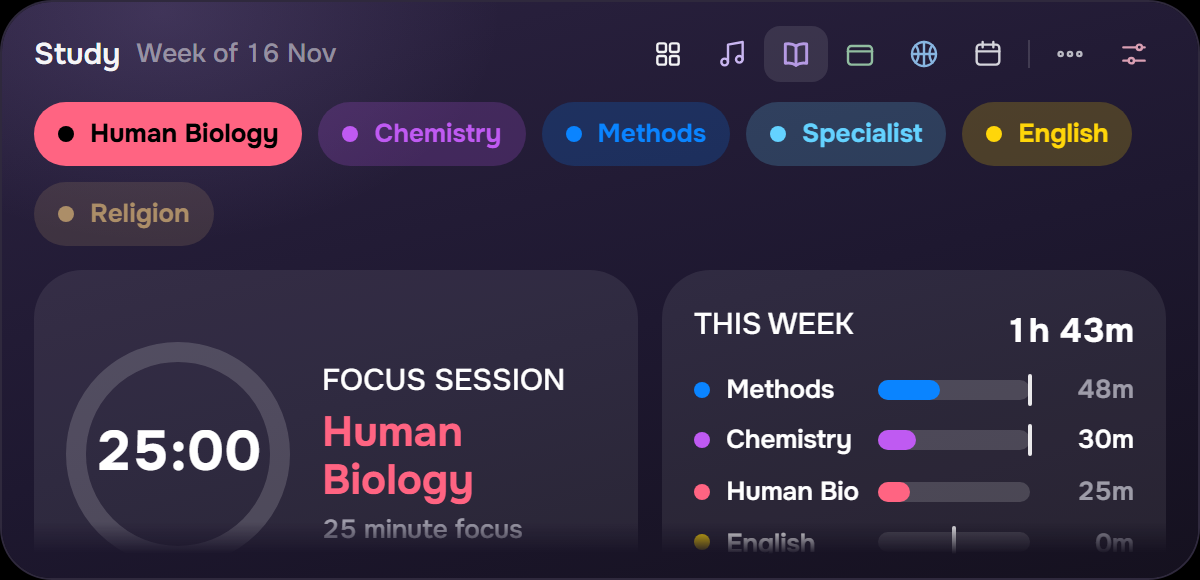 Study Week of 16 Nov
Human Biology
Chemistry
Methods
Specialist
English
Religion
25:00
FOCUS SESSION
Human
Biology
25 minute focus
THIS WEEK 1h 43m
Methods 48m
Chemistry 30m
Human Bio 25m
English 0m